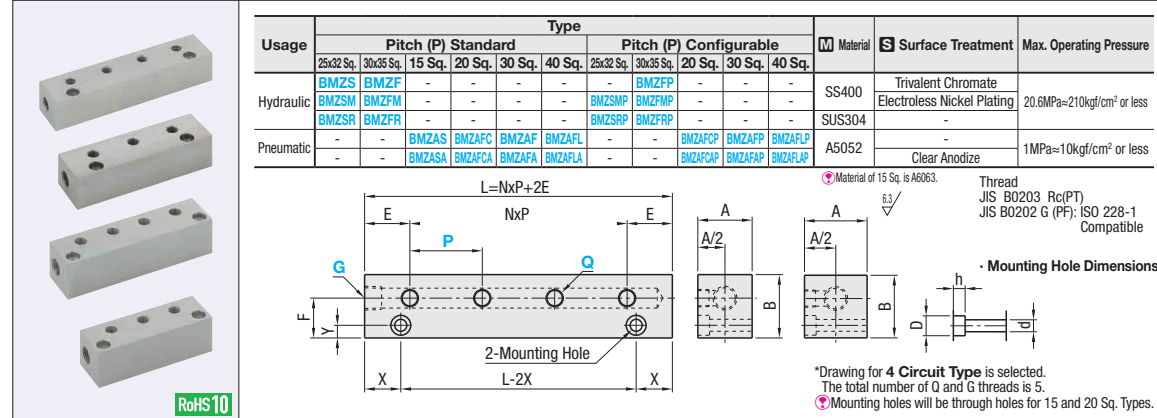 Usage Type M Material S Surface Treatment Max. Operating Pressure
Pitch (P) Standard Pitch (P) Configurable
25x32 Sq. 30x35 Sq. 15 Sq. 20 Sq. 30 Sq. 40 Sq. 25x32 Sq. 30x35 Sq. 20 Sq. 30 Sq. 40 Sq.
Hydraulic BMZS BMZF - - - - - BMZFP - - - SS400 Trivalent Chromate 20.6MPa≈210kgf/cm² or less
BMZSM BMZFM - - - - BMZSMP BMZFMP - - - Electroless Nickel Plating
BMZSR BMZFR - - - - BMZSRP BMZFRP - - - SUS304 -
Pneumatic - - BMZAS BMZAFC BMZAF BMZAFL - - BMZAFCP BMZAFP BMZAFLP A5052 - 1MPa≈10kgf/cm² or less
- - BMZASA BMZAFCA BMZAFA BMZAFLA - - BMZAFCAP BMZAFAP BMZAFLAP Clear Anodize
Material of 15 Sq. is A6063.
6.3
Thread
JIS B0203 Rc(PT)
JIS B0202 G (PF): ISO 228-1
Compatible
L=NxP+2E
E NxP E
P
G Q
F Y
2-Mounting Hole
X L-2X X
A
A/2
B
A
A/2
B
· Mounting Hole Dimensions
h
D d
*Drawing for 4 Circuit Type is selected.
The total number of Q and G threads is 5.
Mounting holes will be through holes for 15 and 20 Sq. Types.
RoHS10